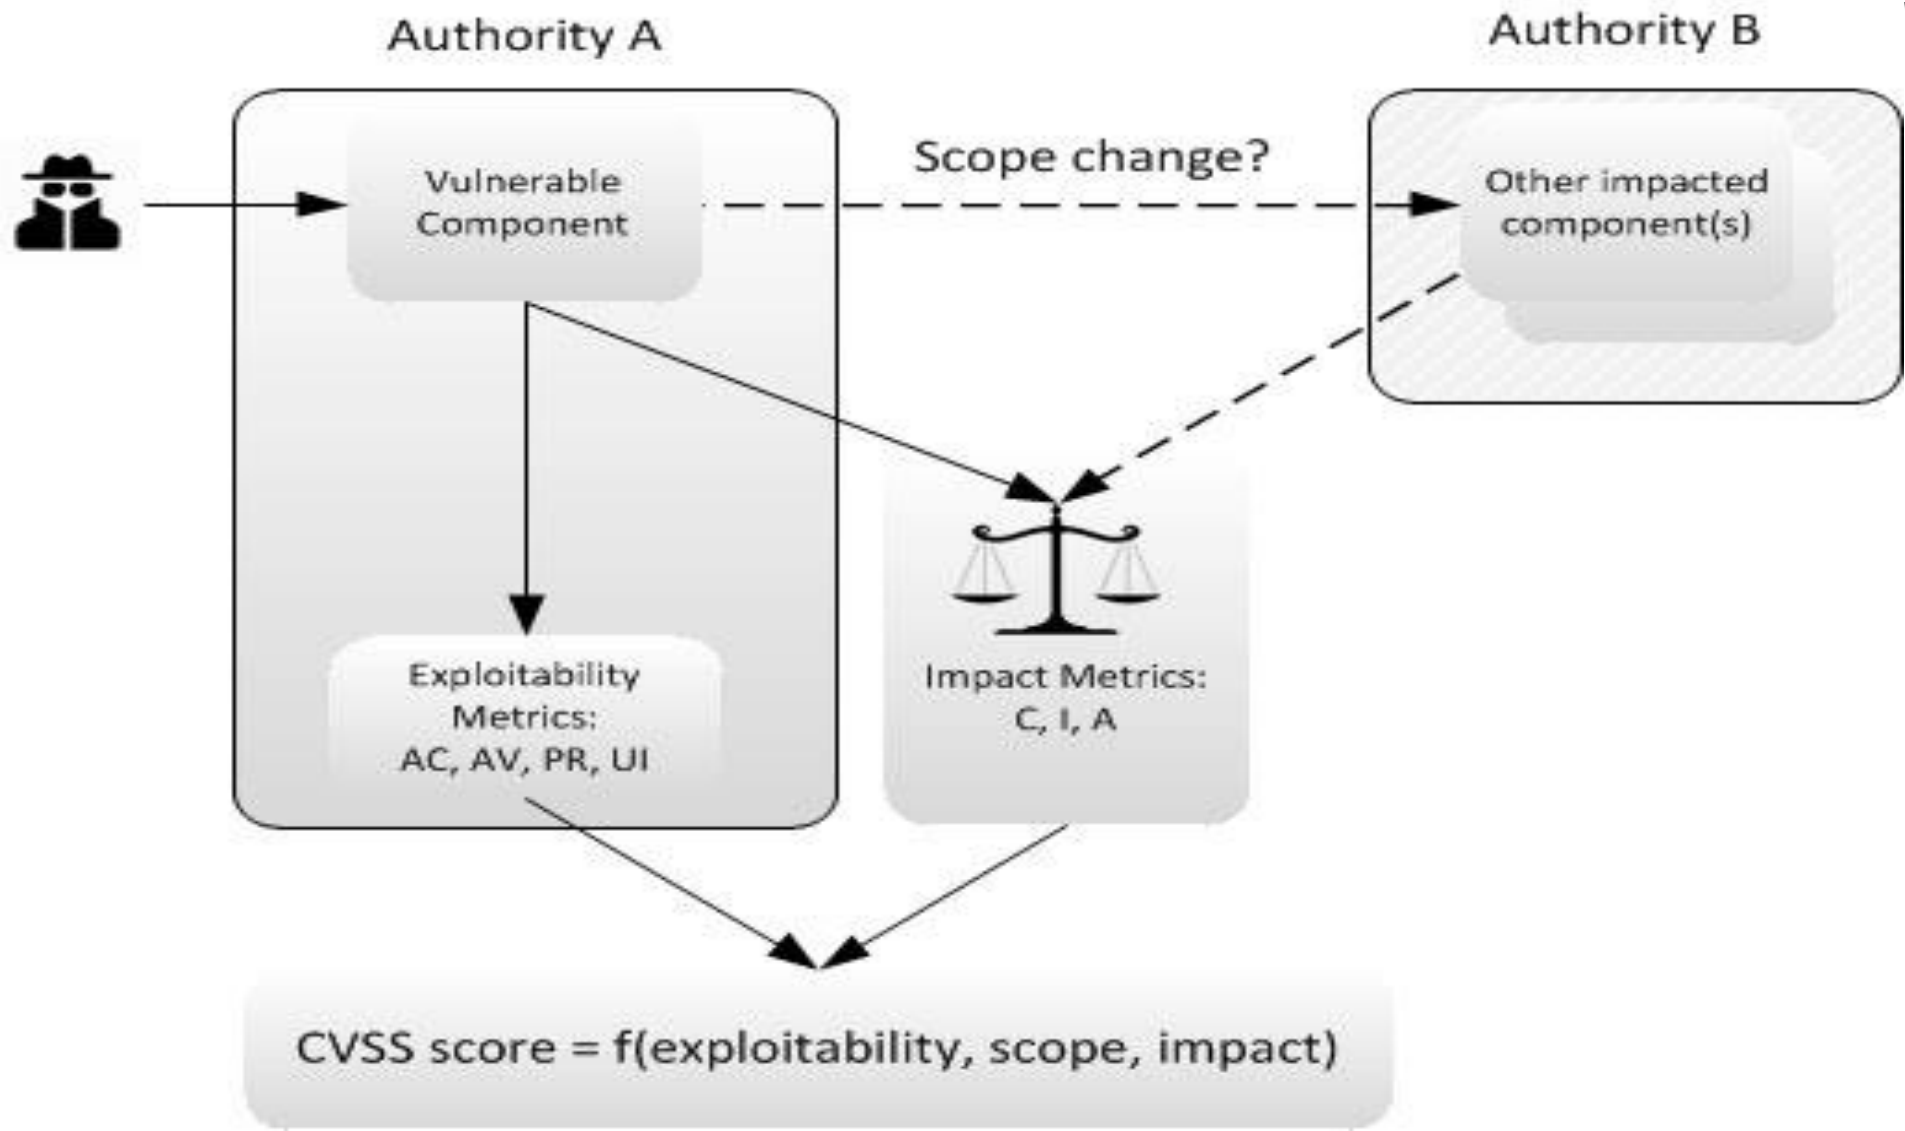 Authority A
Authority B
Vulnerable
Component
Scope change?
Other impacted
component(s)
Exploitability
Metrics:
AC, AV, PR, UI
Impact Metrics:
C, I, A
CVSS score = f(exploitability, scope, impact)